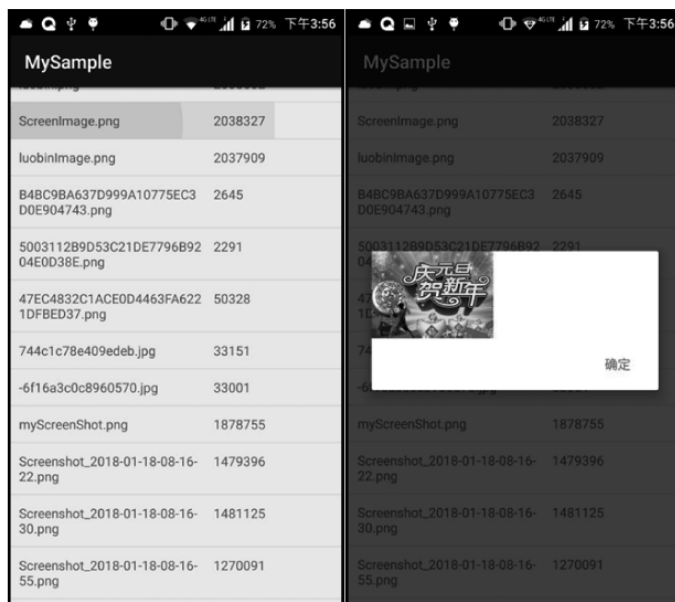 72% 下午3:56
MySample
ScreenImage.png 2038327
luobinImage.png 2037909
B4BC9BA637D999A10775EC3 2645
D0E904743.png
5003112B9D53C21DE7796B92 2291
04E0D38E.png
47EC4832C1ACE0D4463FA622 50328
1DFBED37.png
744c1c78e409edeb.jpg 33151
-6f16a3c0c8960570.jpg 33001
myScreenShot.png 1878755
Screenshot_2018-01-18-08-16- 1479396
22.png
Screenshot_2018-01-18-08-16- 1481125
30.png
Screenshot_2018-01-18-08-16- 1270091
55.png
72% 下午3:56
MySample
ScreenImage.png 2038327
luobinImage.png 2037909
B4BC9BA637D999A10775EC3 2645
D0E904743.png
5003112B9D53C21DE7796B92 2291
庆元旦
贺新年
确定
myScreenShot.png 1878755
Screenshot_2018-01-18-08-16- 1479396
22.png
Screenshot_2018-01-18-08-16- 1481125
30.png
Screenshot_2018-01-18-08-16- 1270091
55.png